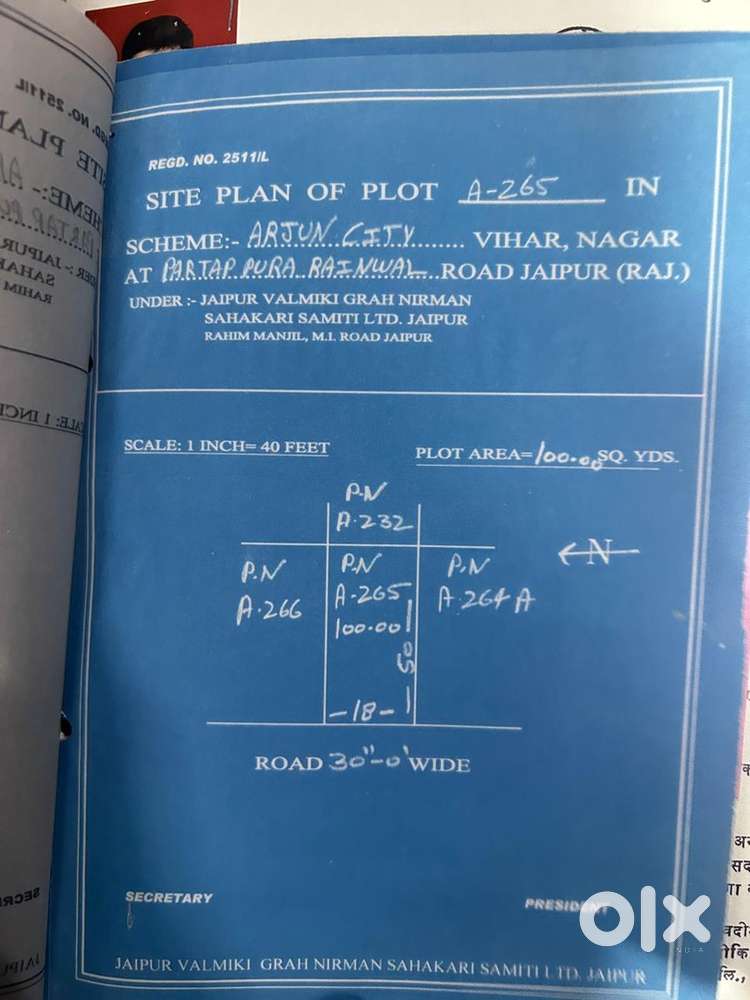 REGD. NO. 2511/L
SITE PLAN OF PLOT A-265 IN
SCHEME:- ARJUN CITY VIHAR, NAGAR
AT PARTAP PURA RAINWAL ROAD JAIPUR (RAJ.)
UNDER :- JAIPUR VALMIKI GRAH NIRMAN
SAHAKARI SAMITI LTD. JAIPUR
RAHIM MANJIL, M.I. ROAD JAIPUR
SCALE: 1 INCH= 40 FEET
PLOT AREA= 100.00 SQ. YDS.
P.N
A.232
N
P.N
A.266
P.N
A-265
100.00
P.N
A.264 A
50
-18-
ROAD 30"-0' WIDE
SECRETARY
PRESIDENT
olx
INDIA
JAIPUR VALMIKI GRAH NIRMAN SAHAKARI SAMITI LTD. JAIPUR